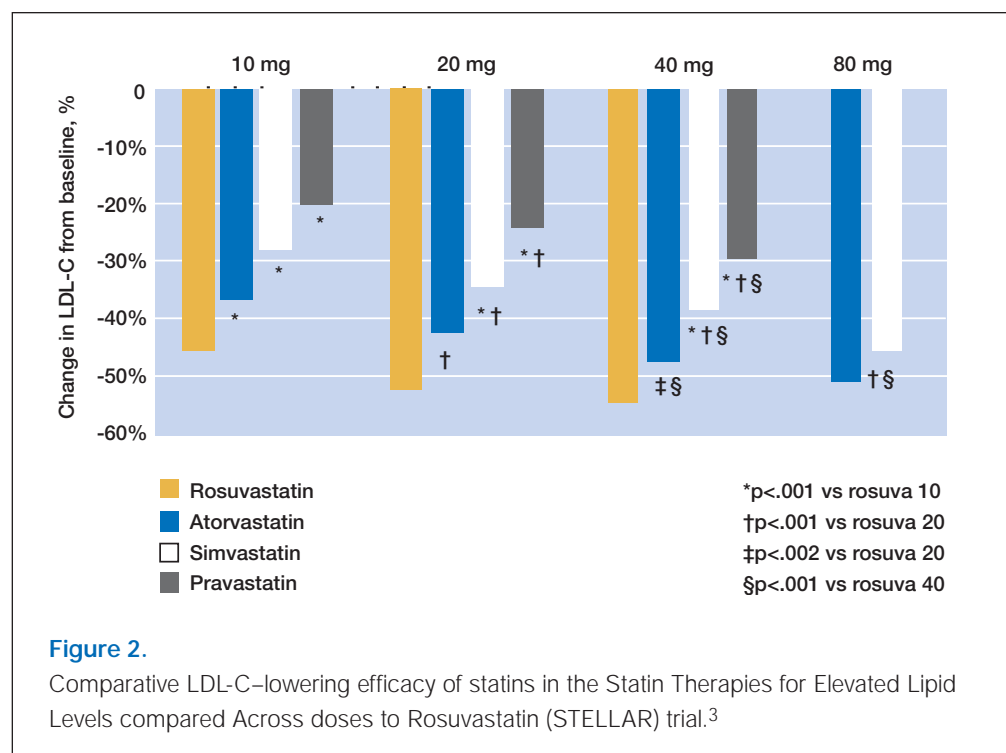 10 mg 20 mg 40 mg 80 mg
Change in LDL-C from baseline, %
0
-10%
-20%
-30%
-40%
-50%
-60%
*
*
*
†
* †
* †
‡ §
* † §
* † §
† §
Rosuvastatin
Atorvastatin
Simvastatin
Pravastatin
*p<.001 vs rosuva 10
†p<.001 vs rosuva 20
‡p<.002 vs rosuva 20
§p<.001 vs rosuva 40
Figure 2.
Comparative LDL-C–lowering efficacy of statins in the Statin Therapies for Elevated Lipid
Levels compared Across doses to Rosuvastatin (STELLAR) trial.3